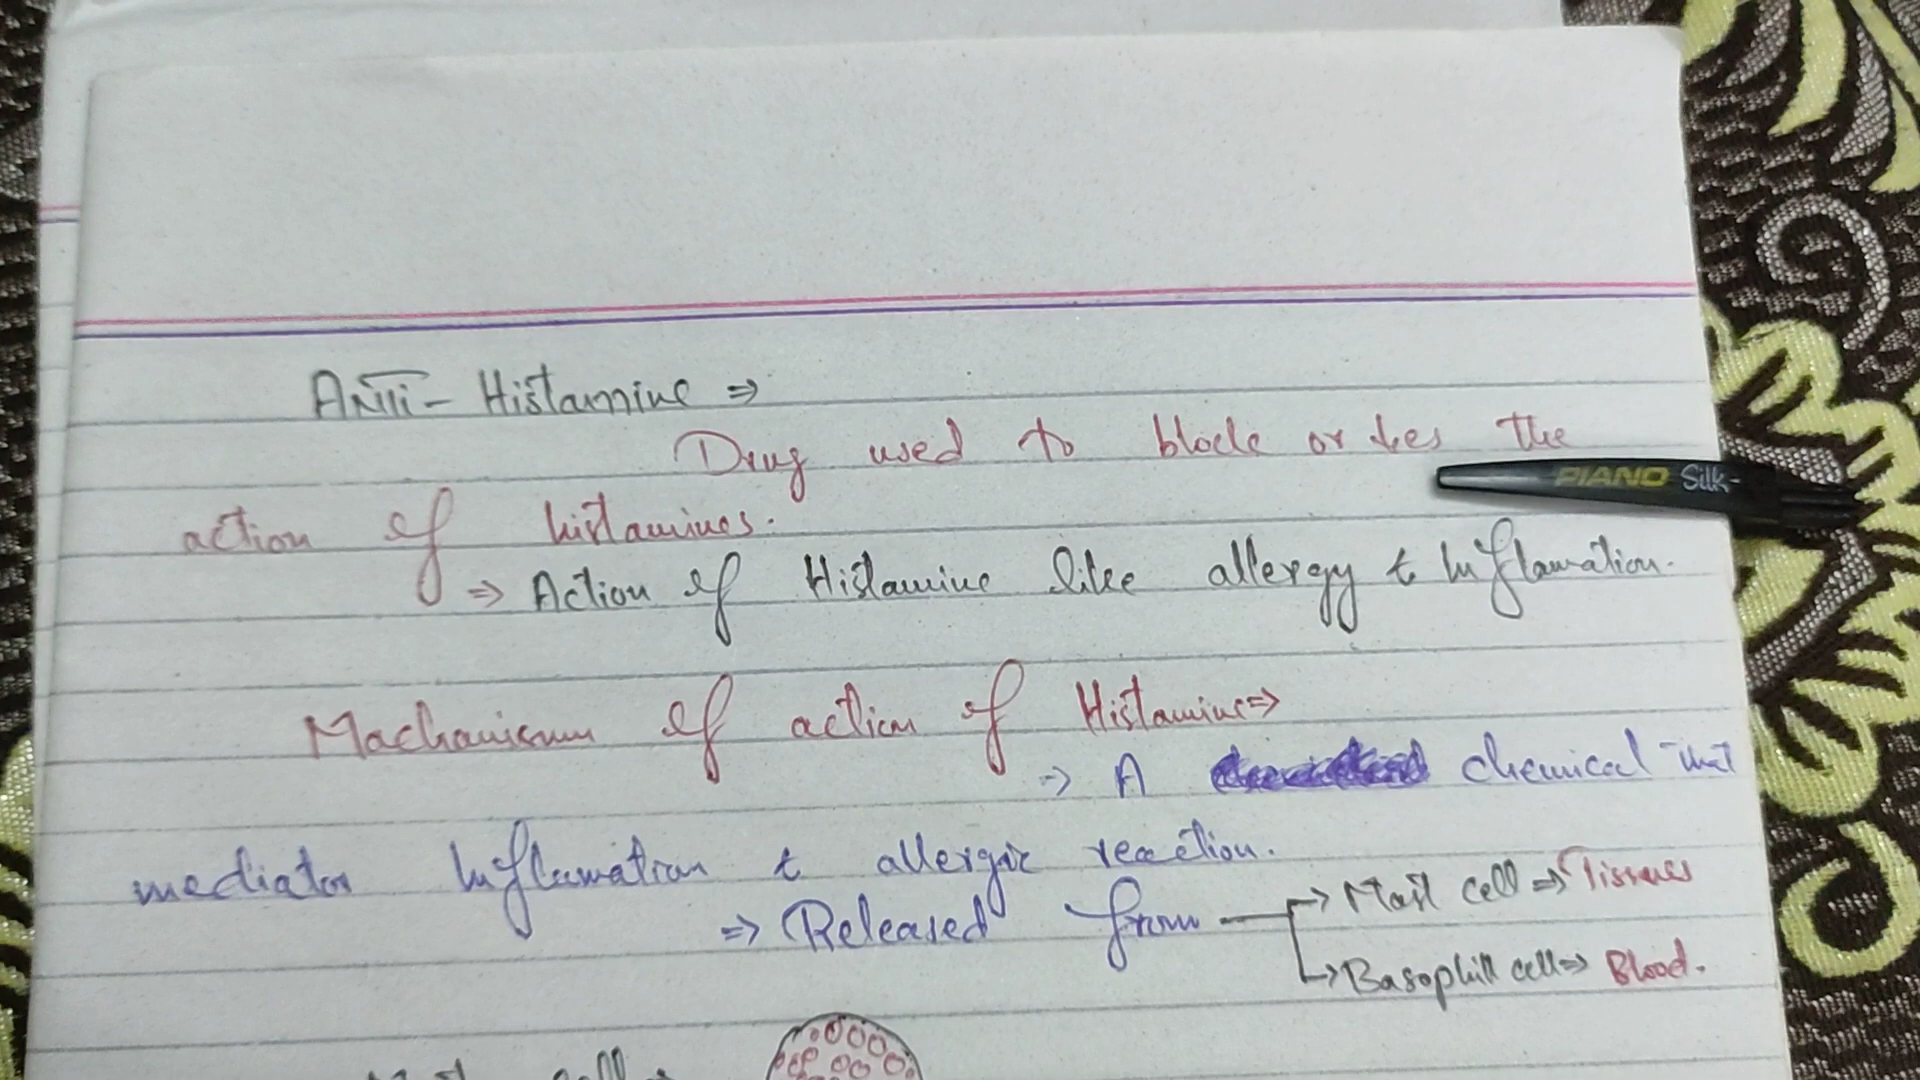 ANTi- Histamine ⇒
Drug used to block or des the
action of histamines.
⇒ Action of Histamine like allergy & Inflamation.
Machanism of action of Histamine⇒
→ A chemical that
mediator Inflamation & allergic reaction.
⇒ Released from → Mast cell ⇒ Tissues
→ Basophill cell ⇒ Blood.
PIANO Silk-